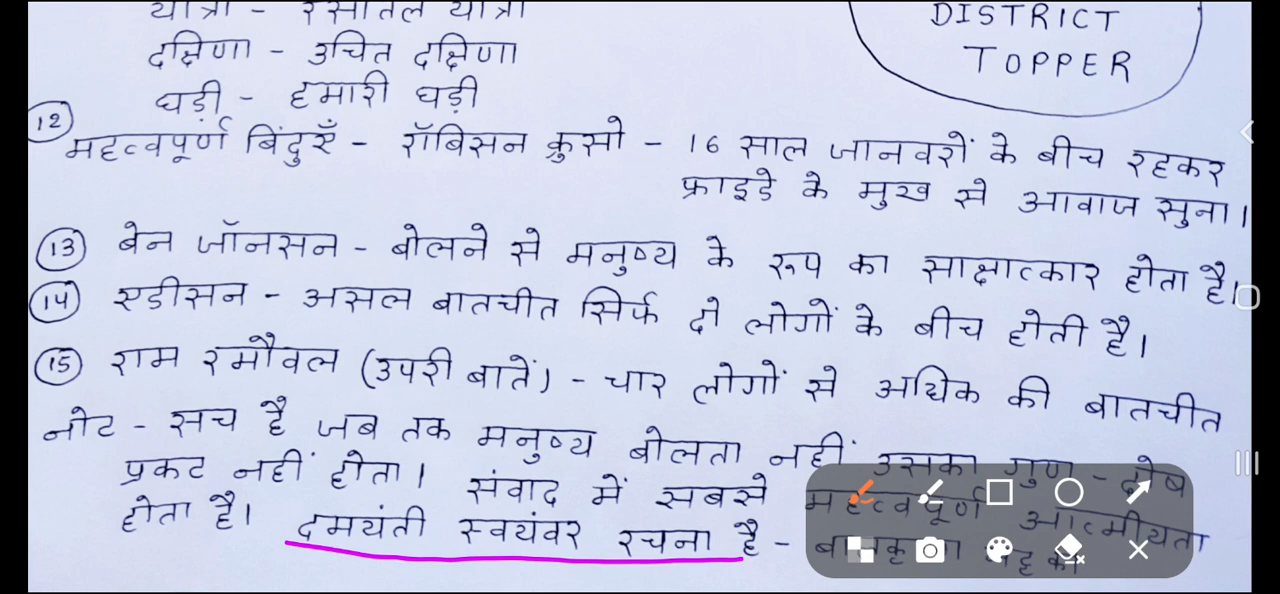 यात्रा - रसातल यात्रा
दक्षिणा - उचित दक्षिणा
घड़ी - हमारी घड़ी
DISTRICT
TOPPER
12 महत्वपूर्ण बिंदुएँ - रॉबिसन क्रुसो - 16 साल जानवरों के बीच रहकर
फ्राइडे के मुख से आवाज सुना।
13 बेन जॉनसन - बोलने से मनुष्य के रूप का साक्षात्कार होता है।
14 एडीसन - असल बातचीत सिर्फ दो लोगों के बीच होती है।
15 राम रमौवल (उपरी बातें) - चार लोगों से अधिक की बातचीत
नोट - सच है जब तक मनुष्य बोलता नहीं उसका गुण - दोष
प्रकट नहीं होता। संवाद में सबसे महत्वपूर्ण आत्मीयता
होता है। दमयंती स्वयंवर रचना है -